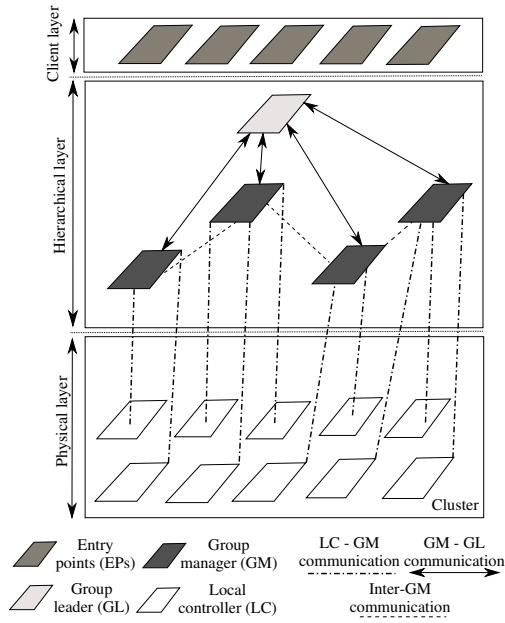 Client layer
Hierarchical layer
Physical layer
Cluster
Entry
points (EPs)
Group
manager (GM)
LC - GM
communication
GM - GL
communication
Group
leader (GL)
Local
controller (LC)
Inter-GM
communication